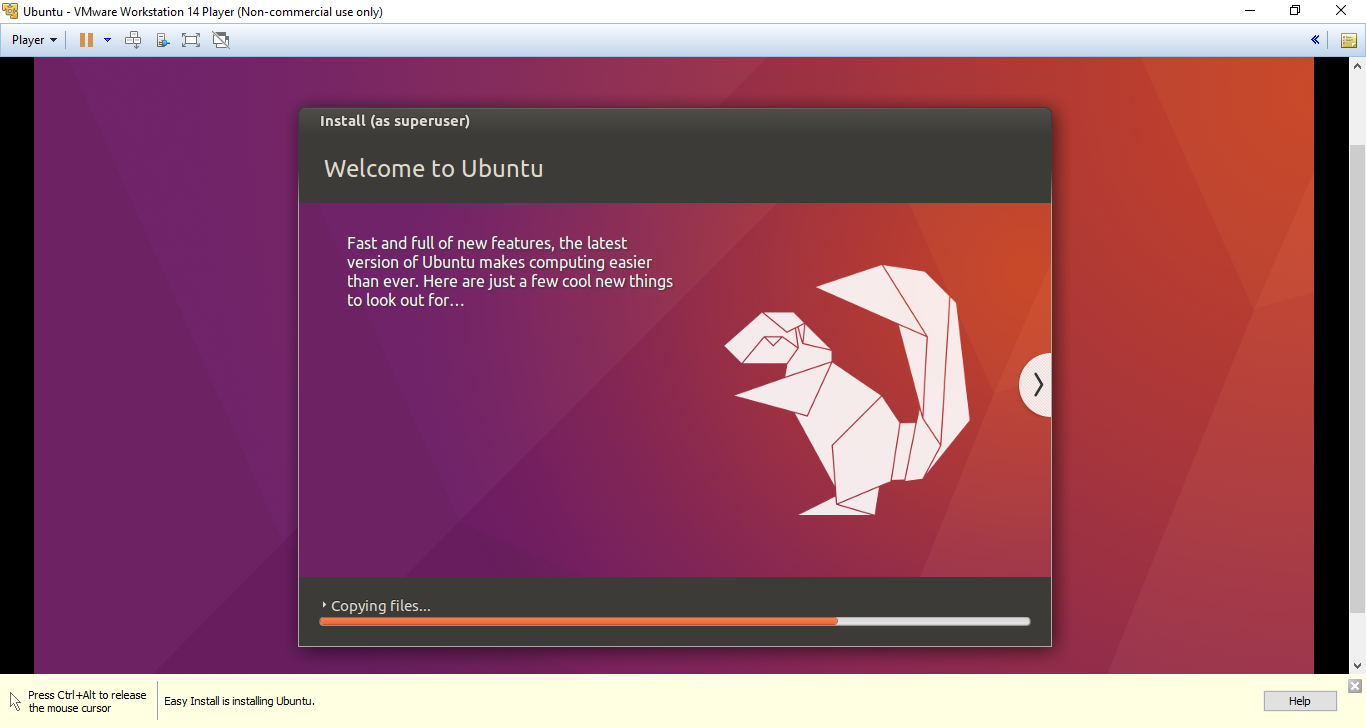 Ubuntu - VMware Workstation 14 Player (Non-commercial use only)
Player
Install (as superuser)
Welcome to Ubuntu
Fast and full of new features, the latest
version of Ubuntu makes computing easier
than ever. Here are just a few cool new things
to look out for…
Copying files...
Press Ctrl+Alt to release
the mouse cursor
Easy Install is installing Ubuntu.
Help